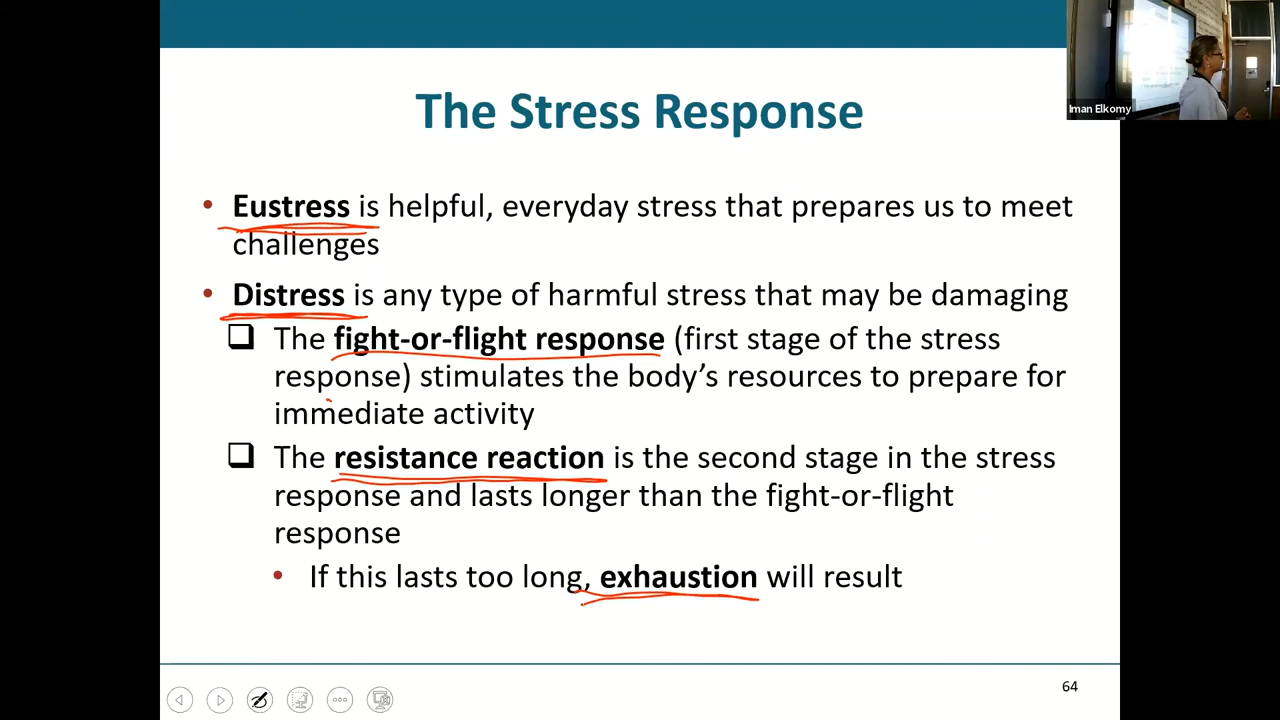 Iman Elkomy
The Stress Response
• Eustress is helpful, everyday stress that prepares us to meet
challenges
• Distress is any type of harmful stress that may be damaging
❑ The fight-or-flight response (first stage of the stress
response) stimulates the body's resources to prepare for
immediate activity
❑ The resistance reaction is the second stage in the stress
response and lasts longer than the fight-or-flight
response
• If this lasts too long, exhaustion will result
64